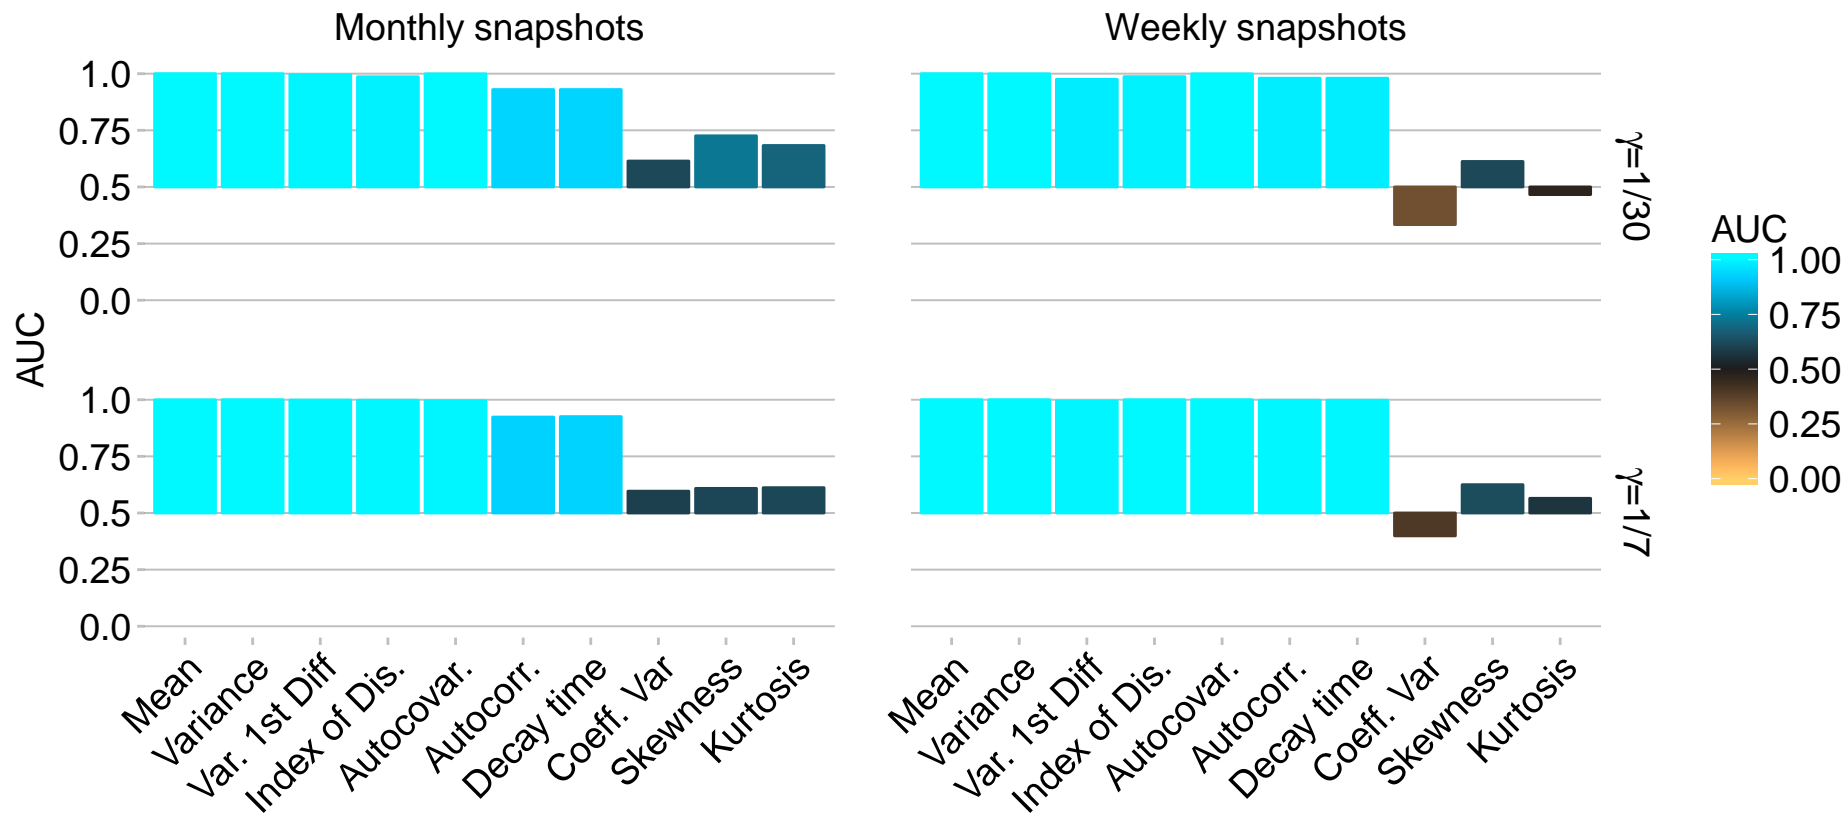 Monthly snapshots
Weekly snapshots
AUC
1.0
0.75
0.5
0.25
0.0
1.0
0.75
0.5
0.25
0.0
γ=1/30
γ=1/7
Mean
Variance
Var. 1st Diff
Index of Dis.
Autocovar.
Autocorr.
Decay time
Coeff. Var
Skewness
Kurtosis
Mean
Variance
Var. 1st Diff
Index of Dis.
Autocovar.
Autocorr.
Decay time
Coeff. Var
Skewness
Kurtosis
AUC
1.00
0.75
0.50
0.25
0.00